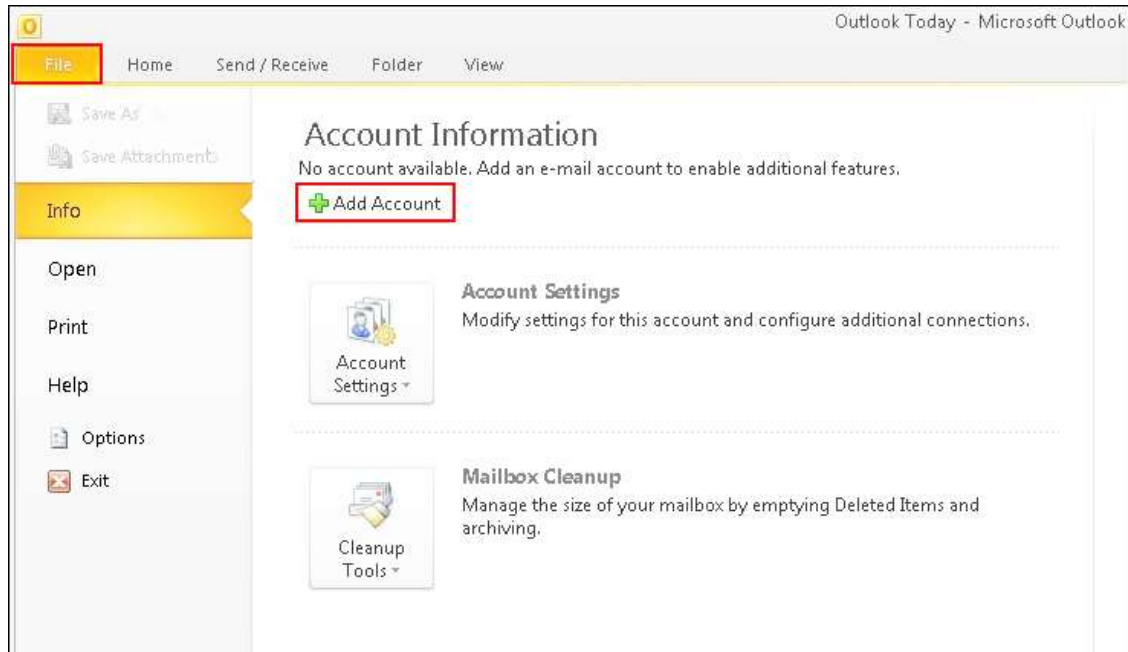 Outlook Today - Microsoft Outlook
File Home Send / Receive Folder View
Save As
Save Attachments
Info
Open
Print
Help
Options
Exit
Account Information
No account available. Add an e-mail account to enable additional features.
Add Account
Account Settings
Modify settings for this account and configure additional connections.
Account
Settings
Mailbox Cleanup
Manage the size of your mailbox by emptying Deleted Items and
archiving.
Cleanup
Tools